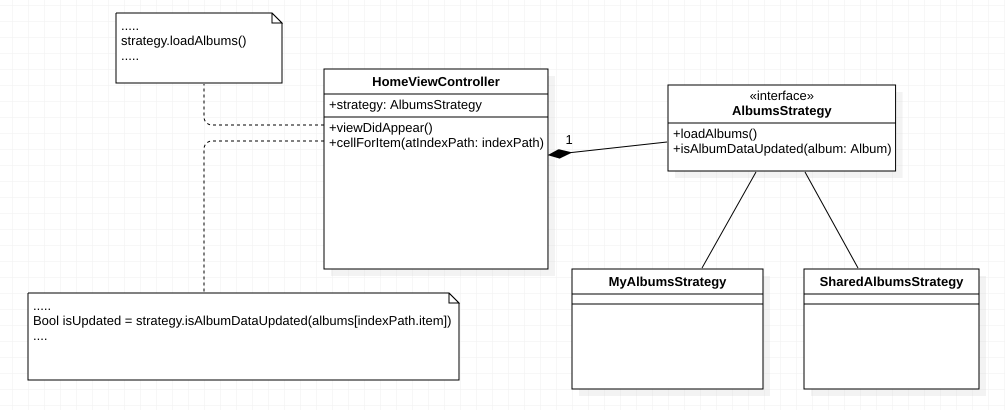 .....
strategy.loadAlbums()
.....
HomeViewController
+strategy: AlbumsStrategy
+viewDidAppear()
+cellForItem(atIndexPath: indexPath)
1
«interface»
AlbumsStrategy
+loadAlbums()
+isAlbumDataUpdated(album: Album)
.....
Bool isUpdated = strategy.isAlbumDataUpdated(albums[indexPath.item])
....
MyAlbumsStrategy
SharedAlbumsStrategy